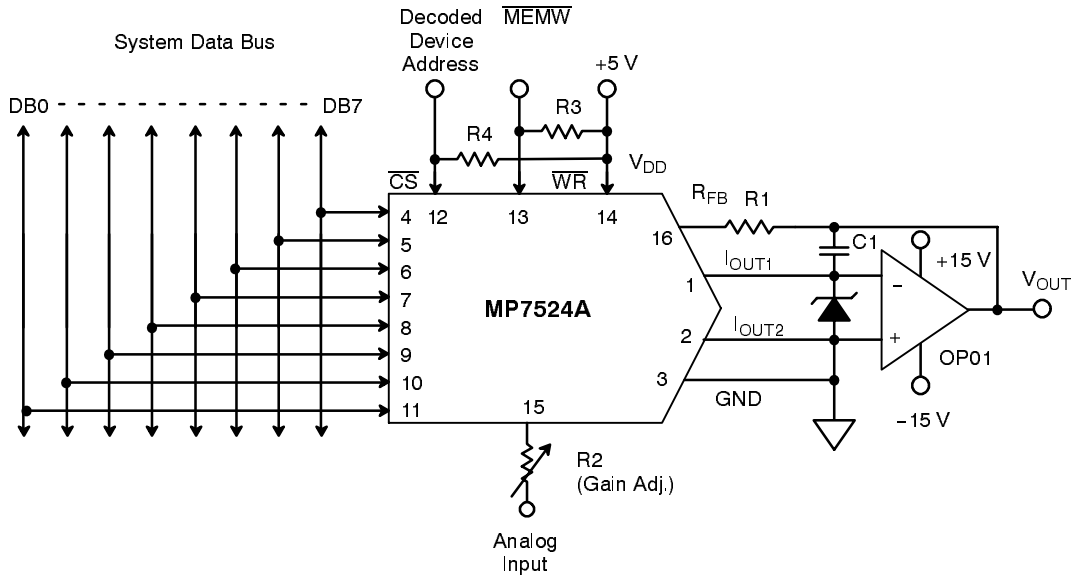 Decoded
Device
Address
MEMW
System Data Bus
+5 V
DB0 - - - - - - - - - - - - - - - DB7
R3
R4
VDD
CS
WR
4
12
13
14
RFB
R1
16
C1
5
6
IOUT1
+15 V
VOUT
7
1
–
MP7524A
8
IOUT2
2
+
9
OP01
10
3
GND
11
15
–15 V
R2
(Gain Adj.)
Analog
Input